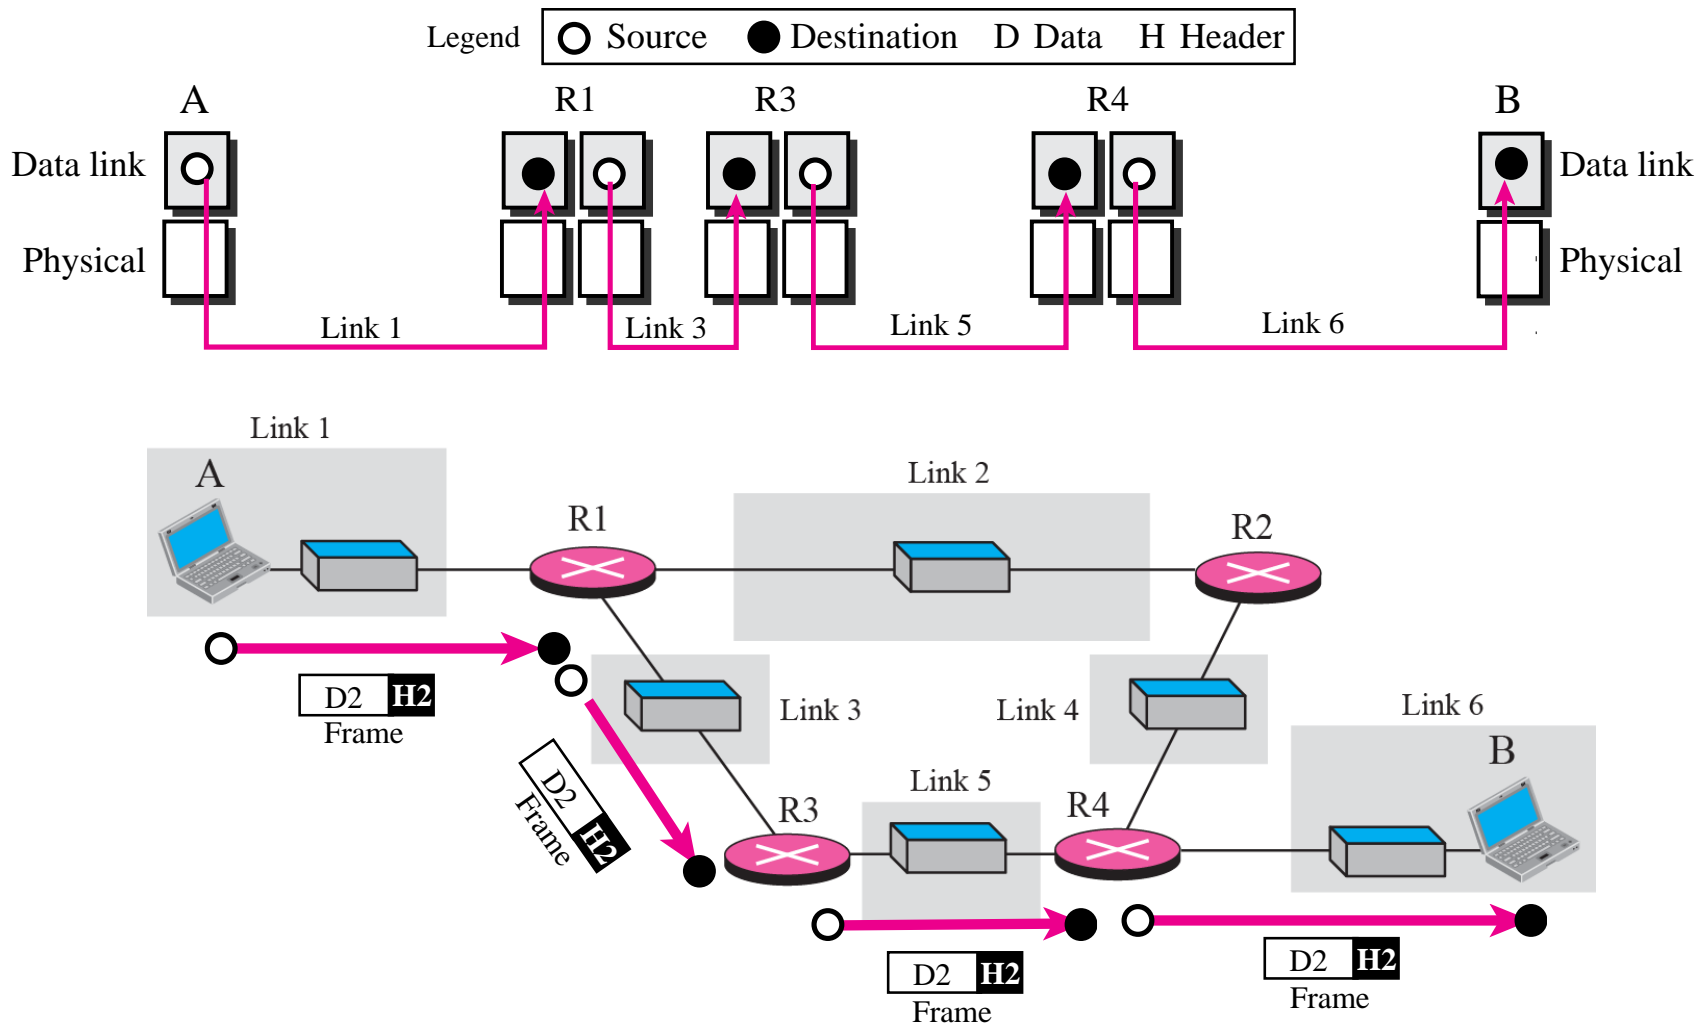 Legend Source Destination D Data H Header
A R1 R3 R4 B
Data link Data link
Physical Physical
Link 1 Link 3 Link 5 Link 6
Link 1
A
Link 2
R1
R2
D2 H2
Frame
Link 3
Link 4
Link 6
B
D2 H2
Frame
Link 5
R3
R4
D2 H2
Frame
D2 H2
Frame